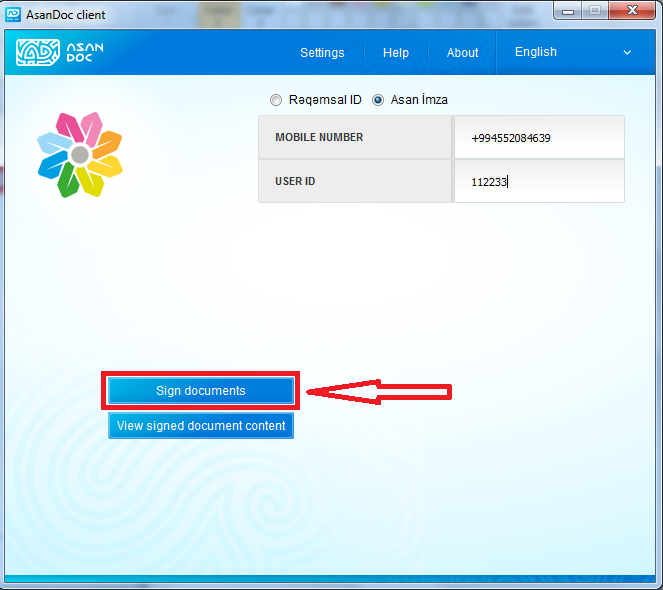 AsanDoc client
ASAN
DOC
Settings
Help
About
English
Rəqəmsal ID
Asan İmza
MOBILE NUMBER
+994552084639
USER ID
112233
Sign documents
View signed document content